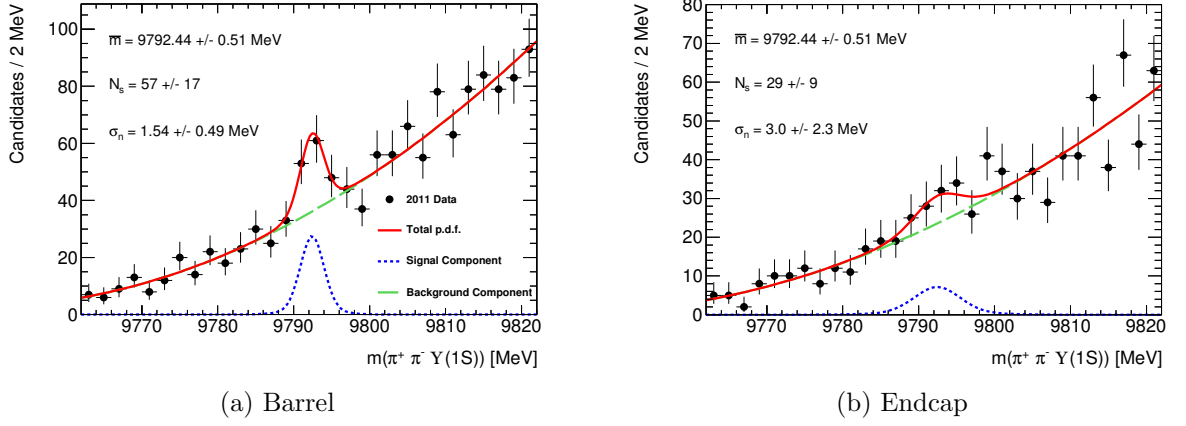 Candidates / 2 MeV
100
80
60
40
20
0
m̅ = 9792.44 +/- 0.51 MeV
N_s = 57 +/- 17
σ_n = 1.54 +/- 0.49 MeV
2011 Data
Total p.d.f.
Signal Component
Background Component
9770 9780 9790 9800 9810 9820
m(π⁺ π⁻ ϒ(1S)) [MeV]
(a) Barrel
Candidates / 2 MeV
80
70
60
50
40
30
20
10
0
m̅ = 9792.44 +/- 0.51 MeV
N_s = 29 +/- 9
σ_n = 3.0 +/- 2.3 MeV
9770 9780 9790 9800 9810 9820
m(π⁺ π⁻ ϒ(1S)) [MeV]
(b) Endcap